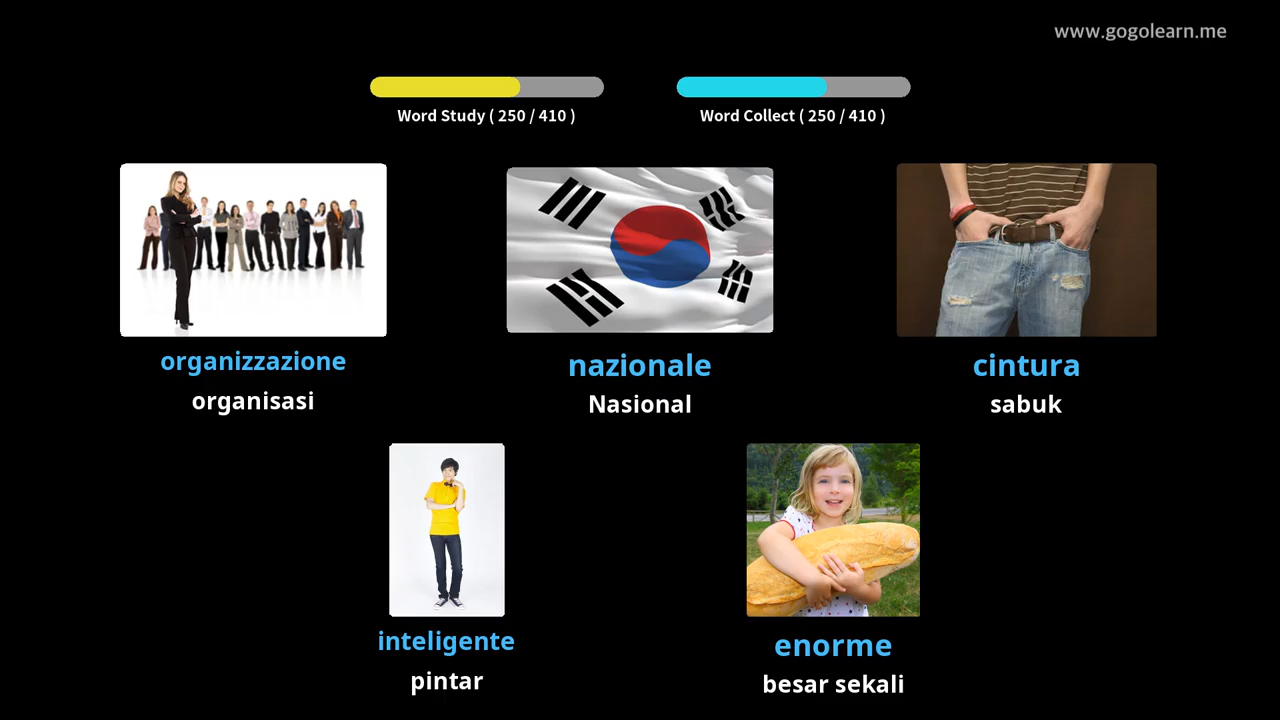 www.gogolearn.me
Word Study ( 250 / 410 )
Word Collect ( 250 / 410 )
organizzazione
organisasi
nazionale
Nasional
cintura
sabuk
inteligente
pintar
enorme
besar sekali